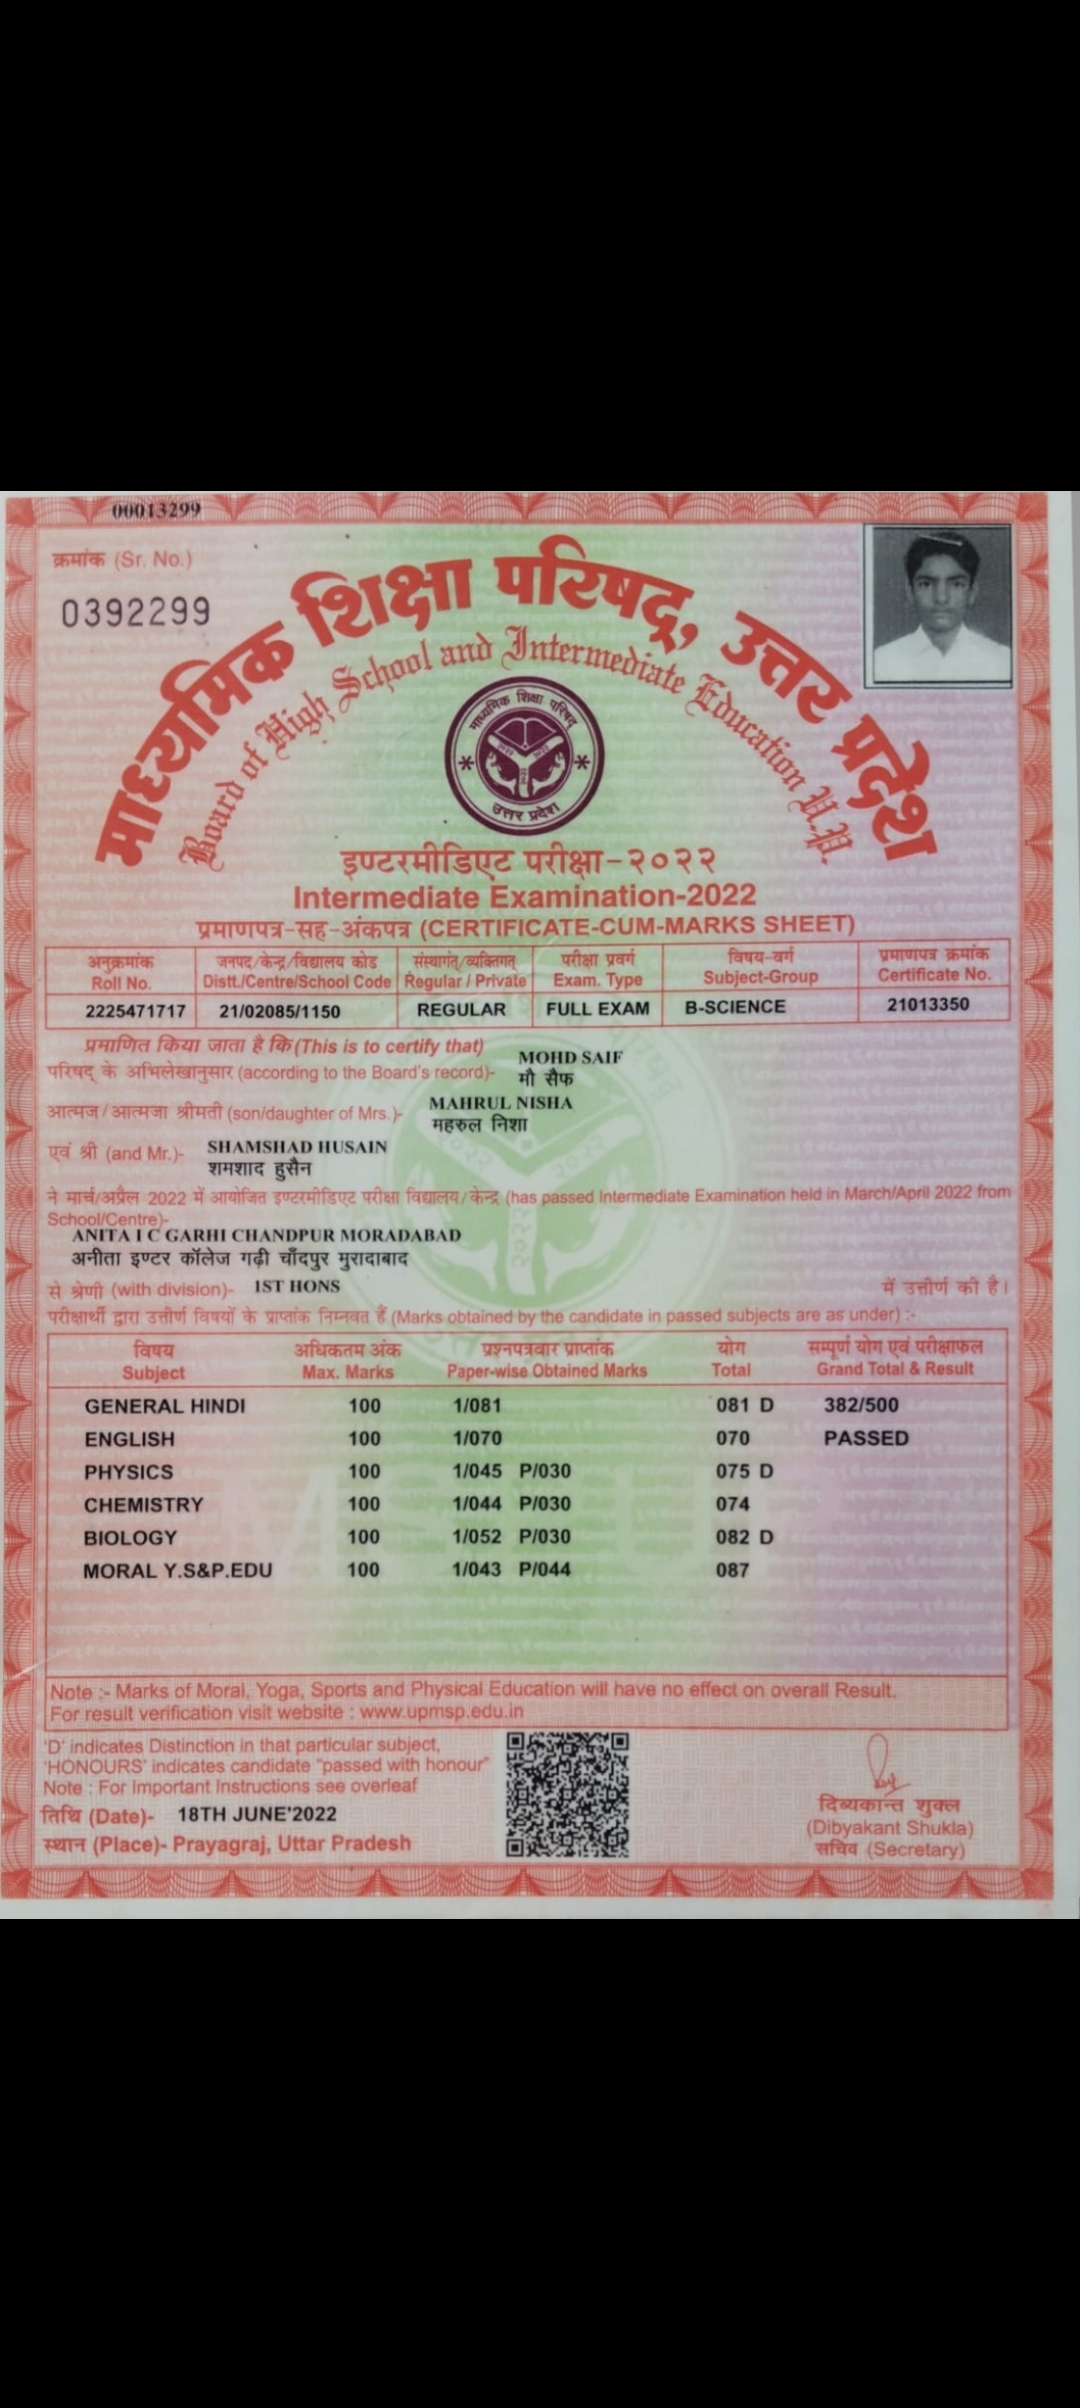 00013299
क्रमांक (Sr. No.)
0392299
माध्यमिक शिक्षा परिषद्, उत्तर प्रदेश
Board of High School and Intermediate Education U.P.
माध्यमिक शिक्षा परिषद्
उत्तर प्रदेश
इण्टरमीडिएट परीक्षा-२०२२
Intermediate Examination-2022
प्रमाणपत्र-सह-अंकपत्र (CERTIFICATE-CUM-MARKS SHEET)
अनुक्रमांक जनपद/केन्द्र/विद्यालय कोड संस्थागत्/व्यक्तिगत् परीक्षा प्रवर्ग विषय-वर्ग प्रमाणपत्र क्रमांक
Roll No. Distt./Centre/School Code Regular / Private Exam. Type Subject-Group Certificate No.
2225471717 21/02085/1150 REGULAR FULL EXAM B-SCIENCE 21013350
प्रमाणित किया जाता है कि (This is to certify that) MOHD SAIF
परिषद् के अभिलेखानुसार (according to the Board's record)- मौ सैफ
आत्मज/आत्मजा श्रीमती (son/daughter of Mrs.)- MAHRUL NISHA
महरुल निशा
एवं श्री (and Mr.)- SHAMSHAD HUSAIN
शमशाद हुसैन
ने मार्च/अप्रैल 2022 में आयोजित इण्टरमीडिएट परीक्षा विद्यालय/केन्द्र (has passed Intermediate Examination held in March/April 2022 from
School/Centre)-
ANITA I C GARHI CHANDPUR MORADABAD
अनीता इण्टर कॉलेज गढ़ी चाँदपुर मुरादाबाद
से श्रेणी (with division)- 1ST HONS में उत्तीर्ण की है।
परीक्षार्थी द्वारा उत्तीर्ण विषयों के प्राप्तांक निम्नवत हैं (Marks obtained by the candidate in passed subjects are as under) :-
विषय अधिकतम अंक प्रश्नपत्रवार प्राप्तांक योग सम्पूर्ण योग एवं परीक्षाफल
Subject Max. Marks Paper-wise Obtained Marks Total Grand Total & Result
GENERAL HINDI 100 1/081 081 D 382/500
ENGLISH 100 1/070 070 PASSED
PHYSICS 100 1/045 P/030 075 D
CHEMISTRY 100 1/044 P/030 074
BIOLOGY 100 1/052 P/030 082 D
MORAL Y.S&P.EDU 100 1/043 P/044 087
Note :- Marks of Moral, Yoga, Sports and Physical Education will have no effect on overall Result.
For result verification visit website : www.upmsp.edu.in
'D' indicates Distinction in that particular subject,
'HONOURS' indicates candidate "passed with honour"
Note : For Important Instructions see overleaf
तिथि (Date)- 18TH JUNE'2022
स्थान (Place)- Prayagraj, Uttar Pradesh
दिव्यकान्त शुक्ल
(Dibyakant Shukla)
सचिव (Secretary)